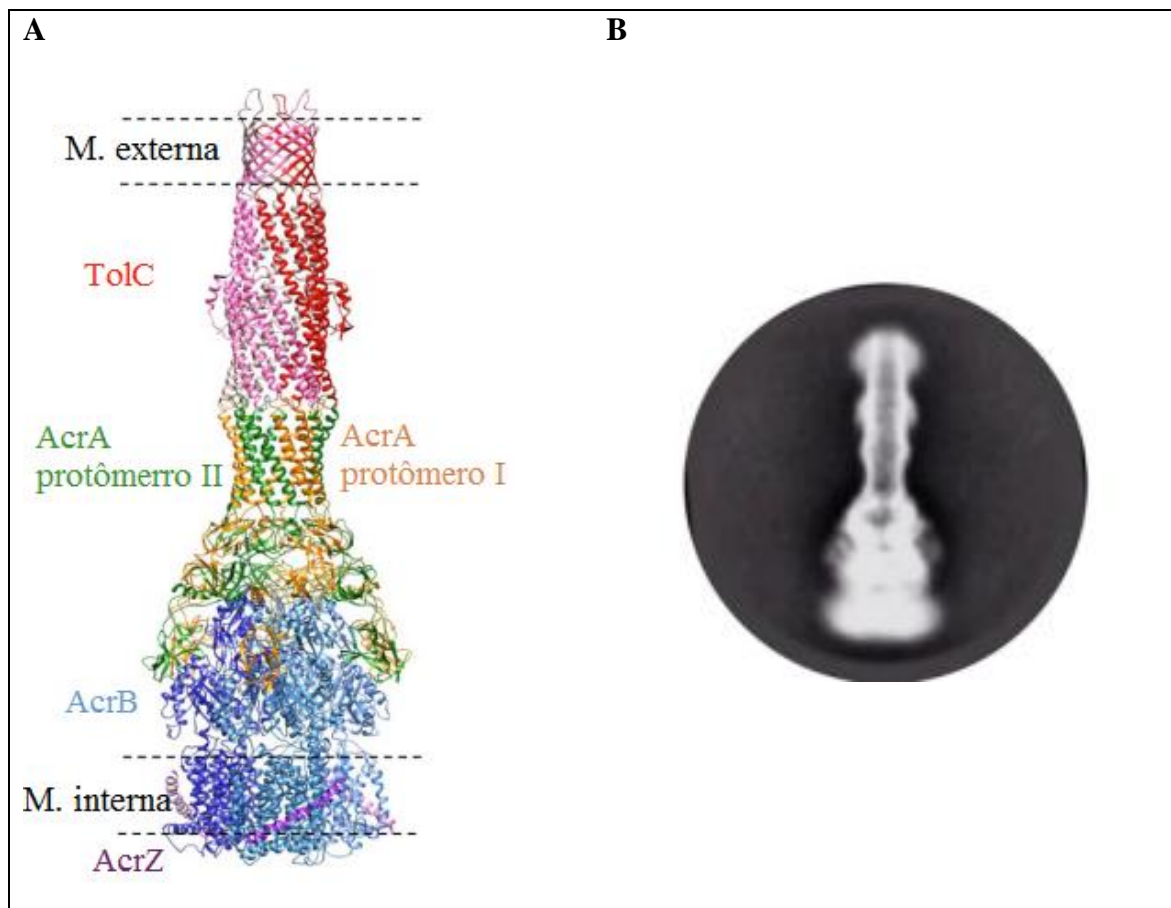 A
B
M. externa
TolC
AcrA
protômerro II
AcrA
protômero I
AcrB
M. interna
AcrZ